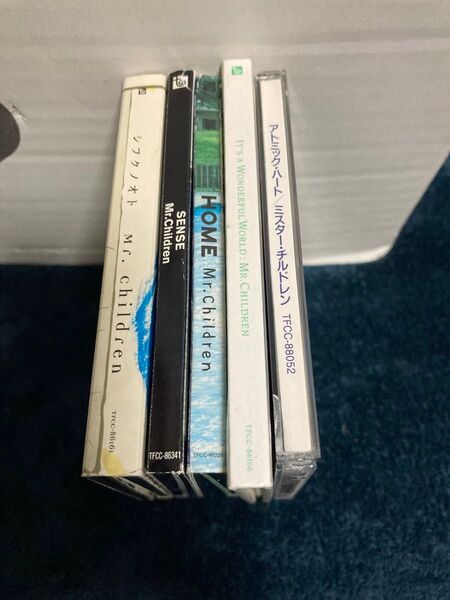 シフクノオト Mr. Children
TFCC-86161
SENSE
Mr.Children
TFCC-86341
HOME Mr.Children
IT'S A WONDERFUL WORLD : MR.CHILDREN
TFCC-86106
アトミック・ハート/ミスター・チルドレン TFCC-88052